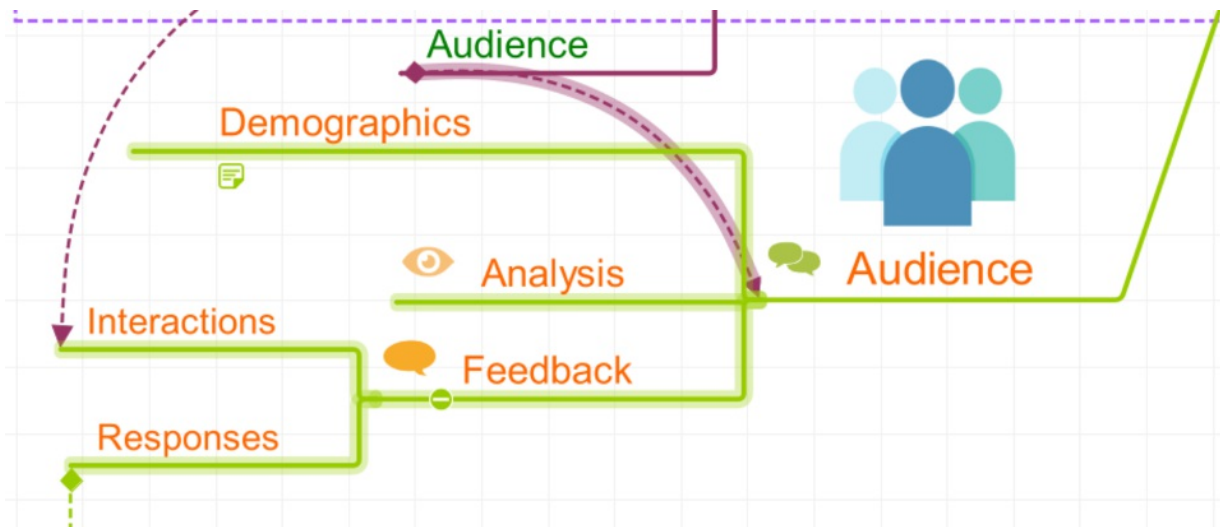 Audience
Demographics
Analysis
Audience
Interactions
Feedback
Responses